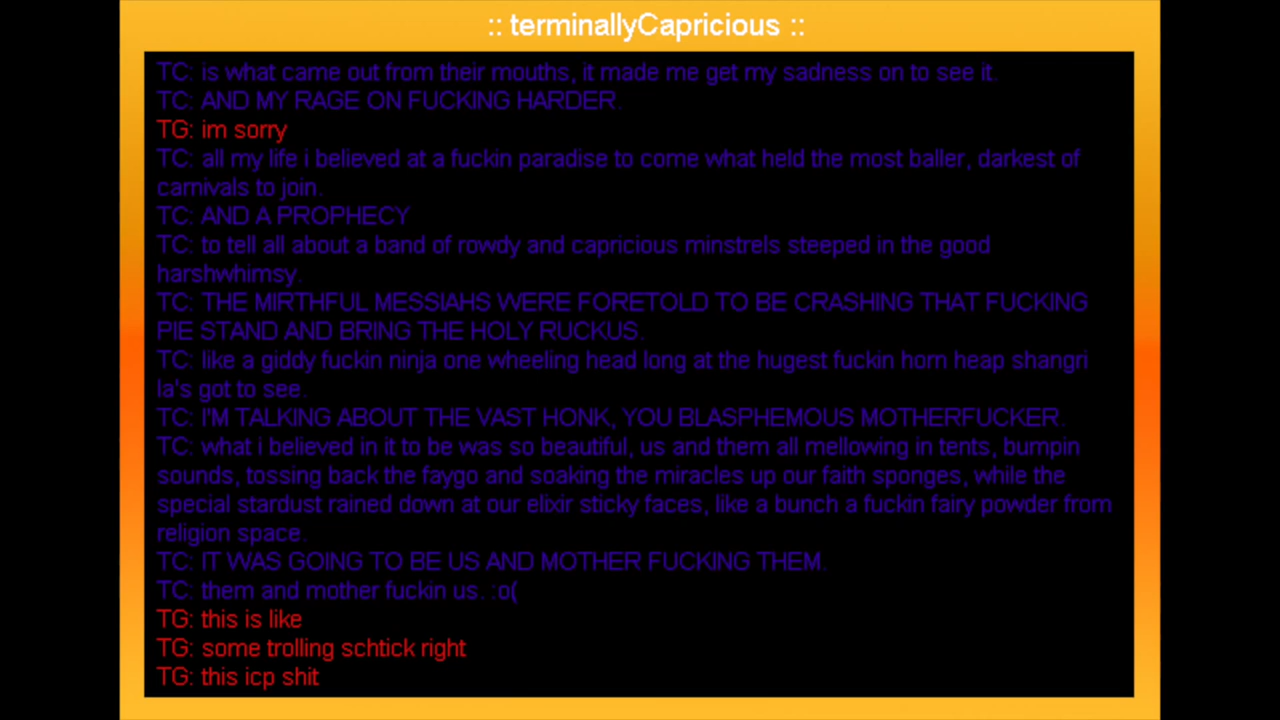 :: terminallyCapricious ::
TC: is what came out from their mouths, it made me get my sadness on to see it.
TC: AND MY RAGE ON FUCKING HARDER.
TG: im sorry
TC: all my life i believed at a fuckin paradise to come what held the most baller, darkest of
carnivals to join.
TC: AND A PROPHECY
TC: to tell all about a band of rowdy and capricious minstrels steeped in the good
harshwhimsy.
TC: THE MIRTHFUL MESSIAHS WERE FORETOLD TO BE CRASHING THAT FUCKING
PIE STAND AND BRING THE HOLY RUCKUS.
TC: like a giddy fuckin ninja one wheeling head long at the hugest fuckin horn heap shangri
la's got to see.
TC: I'M TALKING ABOUT THE VAST HONK, YOU BLASPHEMOUS MOTHERFUCKER.
TC: what i believed in it to be was so beautiful, us and them all mellowing in tents, bumpin
sounds, tossing back the faygo and soaking the miracles up our faith sponges, while the
special stardust rained down at our elixir sticky faces, like a bunch a fuckin fairy powder from
religion space.
TC: IT WAS GOING TO BE US AND MOTHER FUCKING THEM.
TC: them and mother fuckin us. :o(
TG: this is like
TG: some trolling schtick right
TG: this icp shit